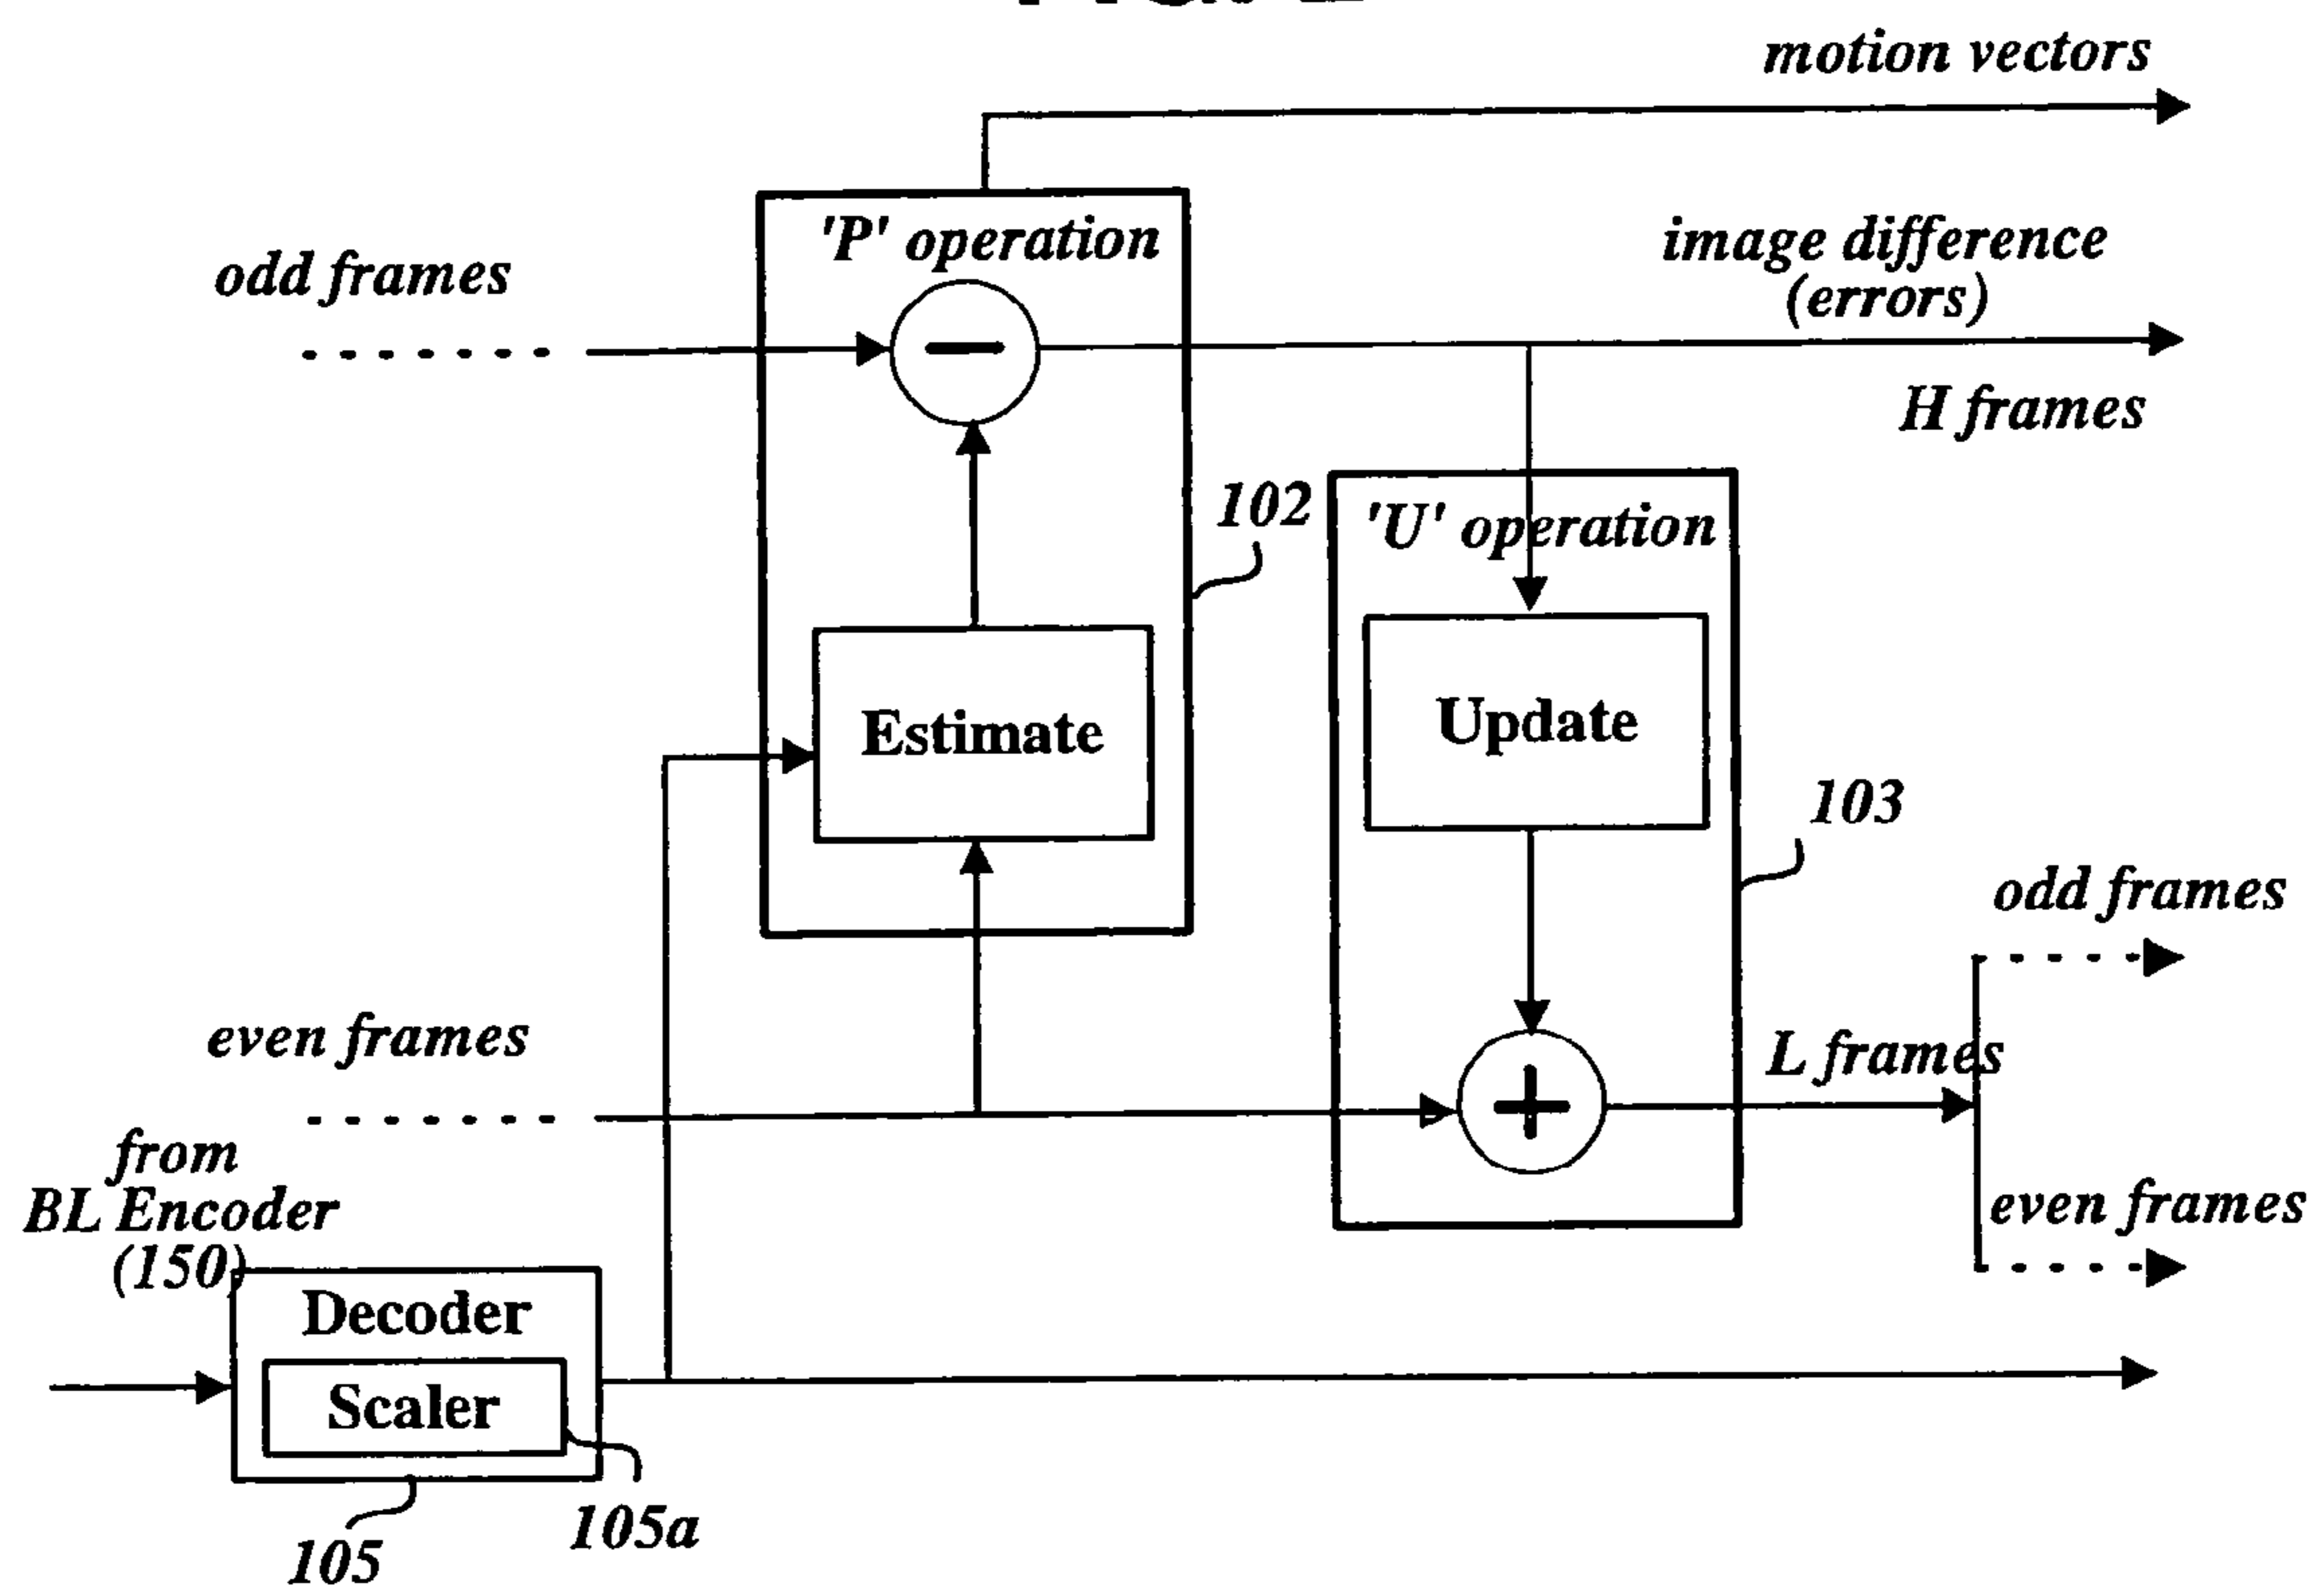 motion vectors
'P' operation
odd frames
image difference
(errors)
H frames
102
'U' operation
Estimate
Update
103
odd frames
even frames
L frames
from
BL Encoder
(150)
even frames
Decoder
Scaler
105a
105